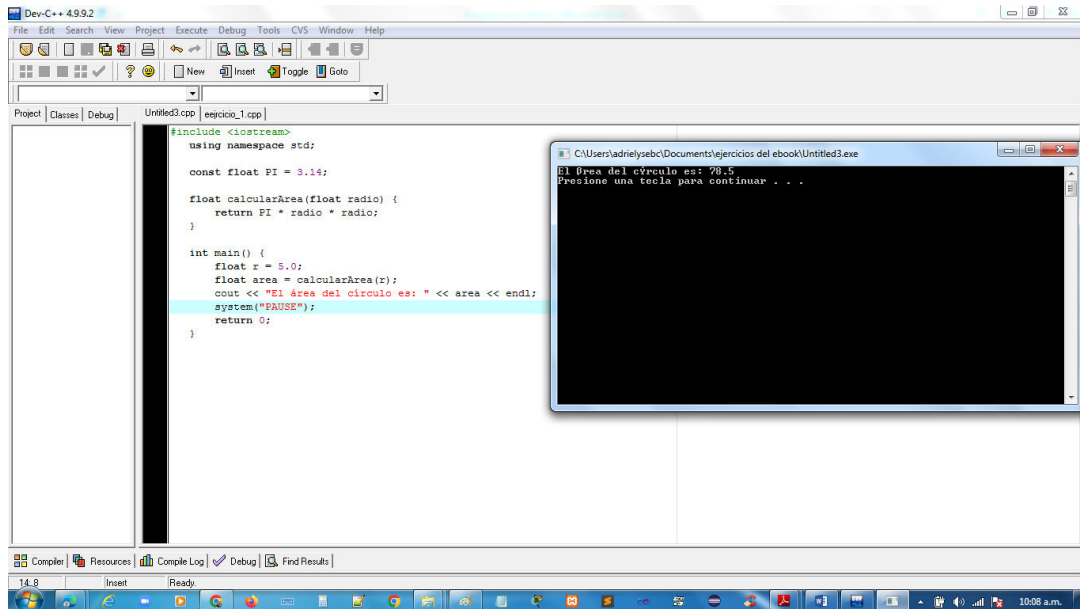 Dev-C++ 4.9.9.2
File Edit Search View Project Execute Debug Tools CVS Window Help
New Insert Toggle Goto
Project Classes Debug
Untitled3.cpp eejrcicio_1.cpp
#include <iostream>
using namespace std;
const float PI = 3.14;
float calcularArea(float radio) {
return PI * radio * radio;
}
int main() {
float r = 5.0;
float area = calcularArea(r);
cout << "El área del círculo es: " << area << endl;
system("PAUSE");
return 0;
}
C:\Users\adrielysebc\Documents\ejercicios del ebook\Untitled3.exe
El Ørea del cÝrculo es: 78.5
Presione una tecla para continuar . . .
Compiler Resources Compile Log Debug Find Results
14: 8 Insert Ready.
10:08 a.m.